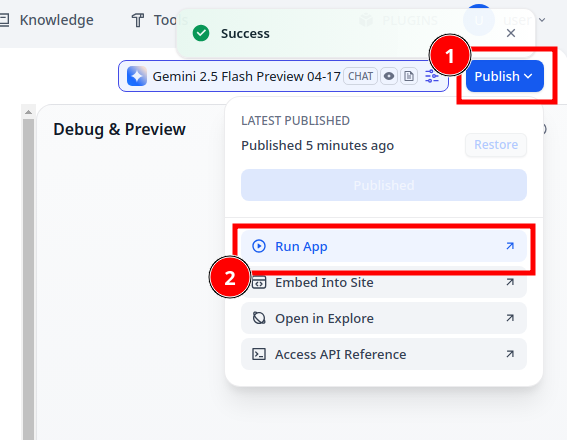 Knowledge
Tools
PLUGINS
U
user
Success
1
Gemini 2.5 Flash Preview 04-17
CHAT
Publish
Debug & Preview
LATEST PUBLISHED
Published 5 minutes ago
Restore
Published
Run App
2
Embed Into Site
Open in Explore
Access API Reference